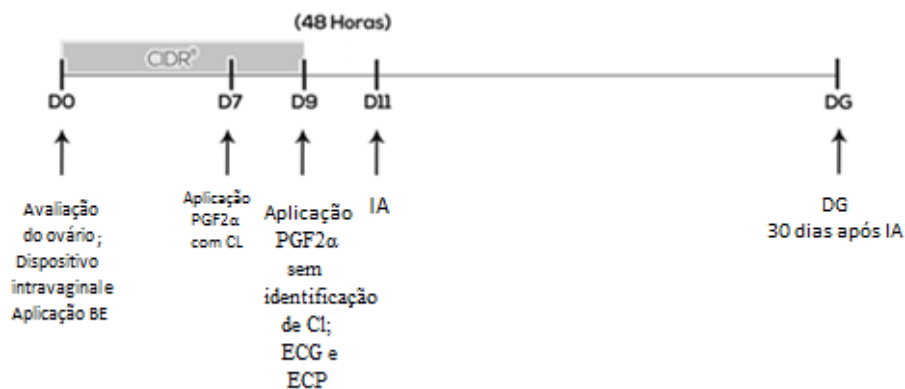 (48 Horas)
CIDR®
D0
D7
D9
D11
DG
Avaliação
do ovário;
Dispositivo
intravaginal e
Aplicação BE
Aplicação
PGF2α
com CL
Aplicação
PGF2α
sem
identificação
de Cl;
ECG e
ECP
IA
DG
30 dias após IA